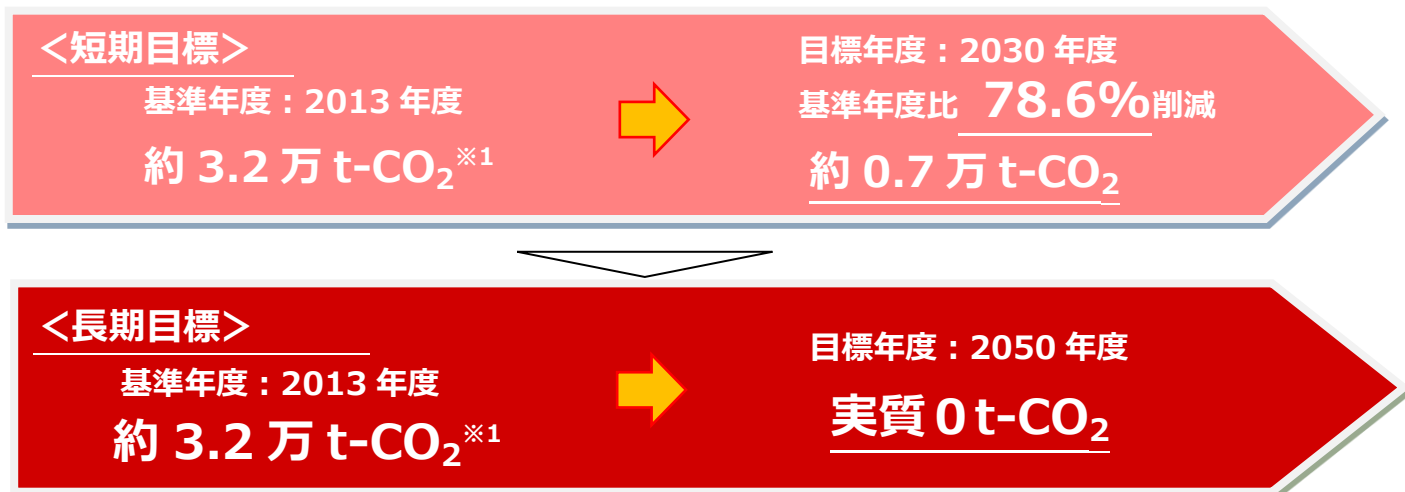 ＜短期目標＞
基準年度：2013 年度
約 3.2 万 t-CO₂※1
目標年度：2030 年度
基準年度比 78.6%削減
約 0.7 万 t-CO₂
＜長期目標＞
基準年度：2013 年度
約 3.2 万 t-CO₂※1
目標年度：2050 年度
実質 0 t-CO₂